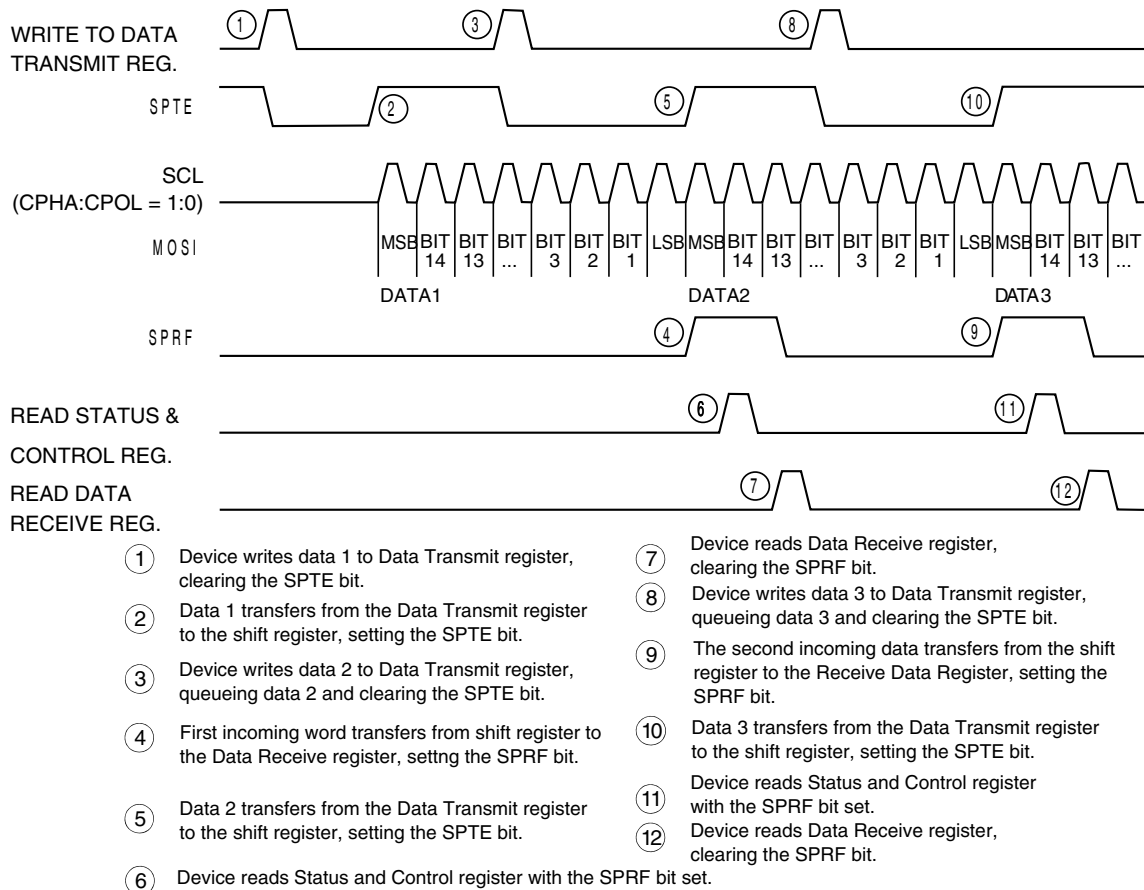 1 3 8
WRITE TO DATA
TRANSMIT REG.
SPTE 2 5 10
SCL
(CPHA:CPOL = 1:0)
MOSI
MSB BIT 14 BIT 13 BIT ... BIT 3 BIT 2 BIT 1 LSB MSB BIT 14 BIT 13 BIT ... BIT 3 BIT 2 BIT 1 LSB MSB BIT 14 BIT 13 BIT ...
DATA1 DATA2 DATA3
SPRF 4 9
READ STATUS & 6 11
CONTROL REG.
READ DATA 7 12
RECEIVE REG.
1 Device writes data 1 to Data Transmit register,
clearing the SPTE bit.
2 Data 1 transfers from the Data Transmit register
to the shift register, setting the SPTE bit.
3 Device writes data 2 to Data Transmit register,
queueing data 2 and clearing the SPTE bit.
4 First incoming word transfers from shift register to
the Data Receive register, settng the SPRF bit.
5 Data 2 transfers from the Data Transmit register
to the shift register, setting the SPTE bit.
6 Device reads Status and Control register with the SPRF bit set.
7 Device reads Data Receive register,
clearing the SPRF bit.
8 Device writes data 3 to Data Transmit register,
queueing data 3 and clearing the SPTE bit.
9 The second incoming data transfers from the shift
register to the Receive Data Register, setting the
SPRF bit.
10 Data 3 transfers from the Data Transmit register
to the shift register, setting the SPTE bit.
11 Device reads Status and Control register
with the SPRF bit set.
12 Device reads Data Receive register,
clearing the SPRF bit.